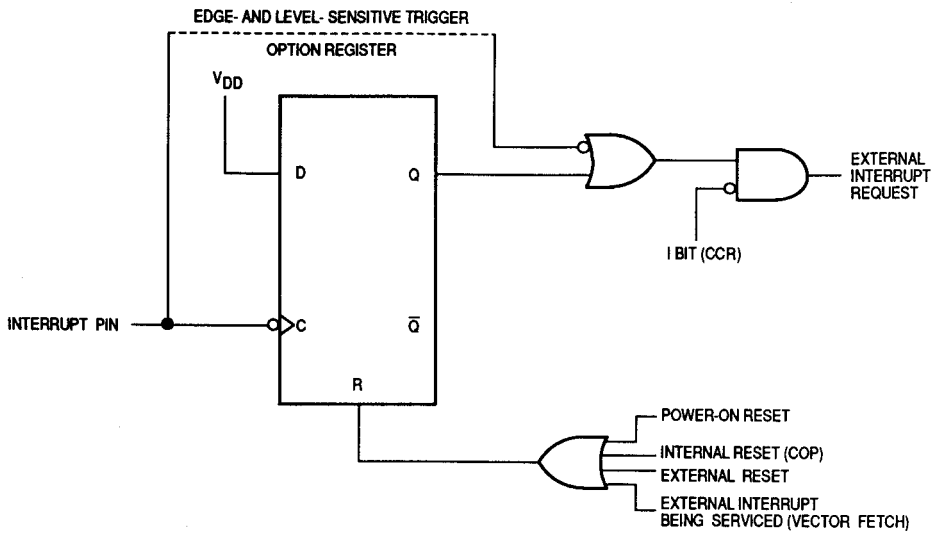 EDGE- AND LEVEL- SENSITIVE TRIGGER
OPTION REGISTER
VDD
D
Q
EXTERNAL
INTERRUPT
REQUEST
I BIT (CCR)
INTERRUPT PIN
C
Q̅
R
POWER-ON RESET
INTERNAL RESET (COP)
EXTERNAL RESET
EXTERNAL INTERRUPT
BEING SERVICED (VECTOR FETCH)